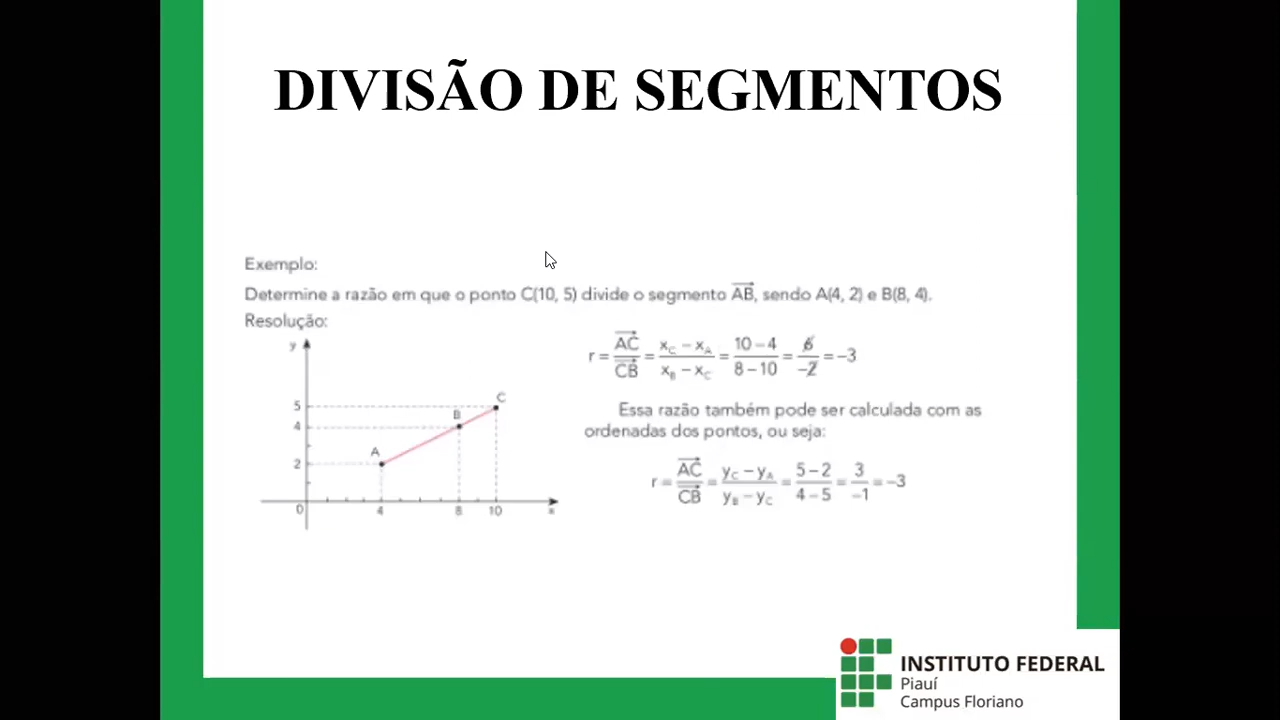 DIVISÃO DE SEGMENTOS
Exemplo:
Determine a razão em que o ponto C(10, 5) divide o segmento AB, sendo A(4, 2) e B(8, 4).
Resolução:
r = AC/CB = (x_C − x_A)/(x_B − x_C) = (10 − 4)/(8 − 10) = 6/−2 = −3
Essa razão também pode ser calculada com as
ordenadas dos pontos, ou seja:
r = AC/CB = (y_C − y_A)/(y_B − y_C) = (5 − 2)/(4 − 5) = 3/−1 = −3
y
5
4
2
A
B
C
0
4
8
10
x
INSTITUTO FEDERAL
Piauí
Campus Floriano